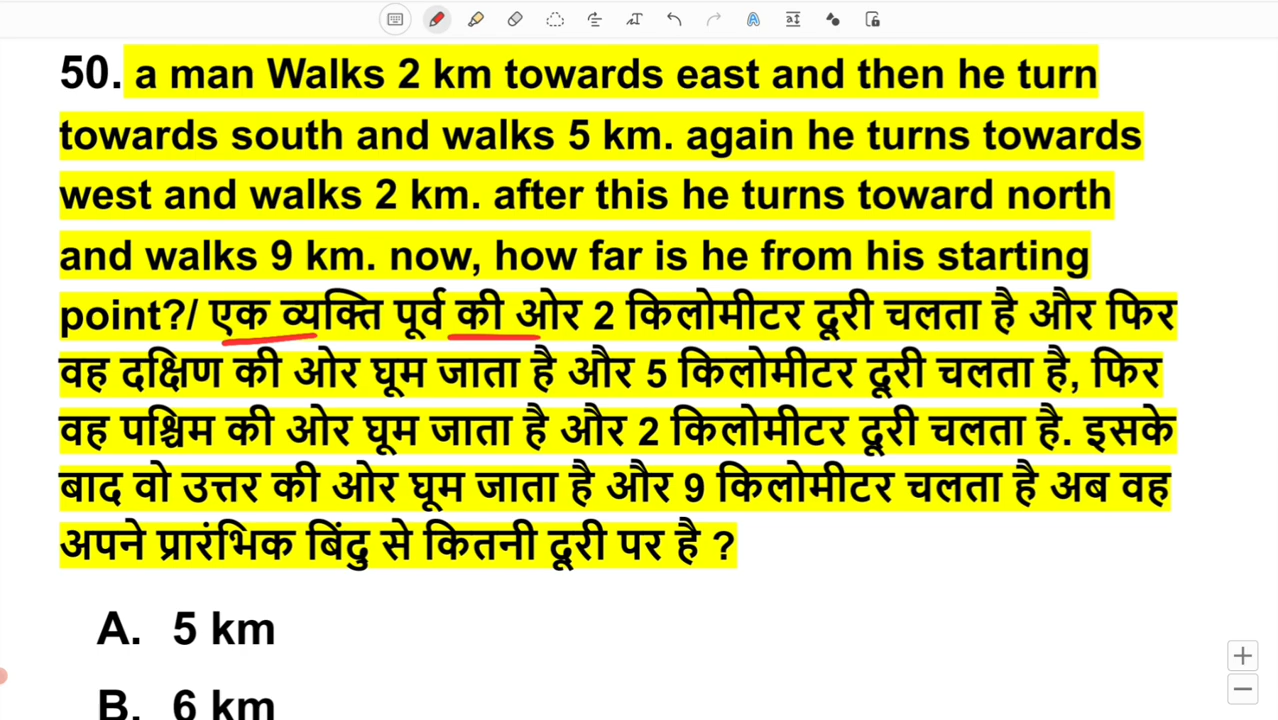 50. a man Walks 2 km towards east and then he turn
towards south and walks 5 km. again he turns towards
west and walks 2 km. after this he turns toward north
and walks 9 km. now, how far is he from his starting
point?/ एक व्यक्ति पूर्व की ओर 2 किलोमीटर दूरी चलता है और फिर
वह दक्षिण की ओर घूम जाता है और 5 किलोमीटर दूरी चलता है, फिर
वह पश्चिम की ओर घूम जाता है और 2 किलोमीटर दूरी चलता है. इसके
बाद वो उत्तर की ओर घूम जाता है और 9 किलोमीटर चलता है अब वह
अपने प्रारंभिक बिंदु से कितनी दूरी पर है ?
A. 5 km
B. 6 km